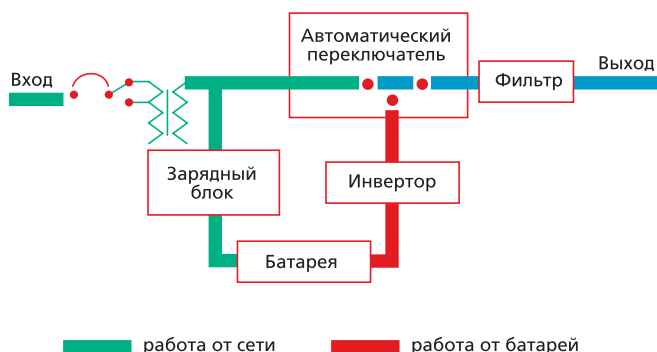 Вход
Автоматический
переключатель
Фильтр
Выход
Зарядный
блок
Инвертор
Батарея
работа от сети
работа от батарей